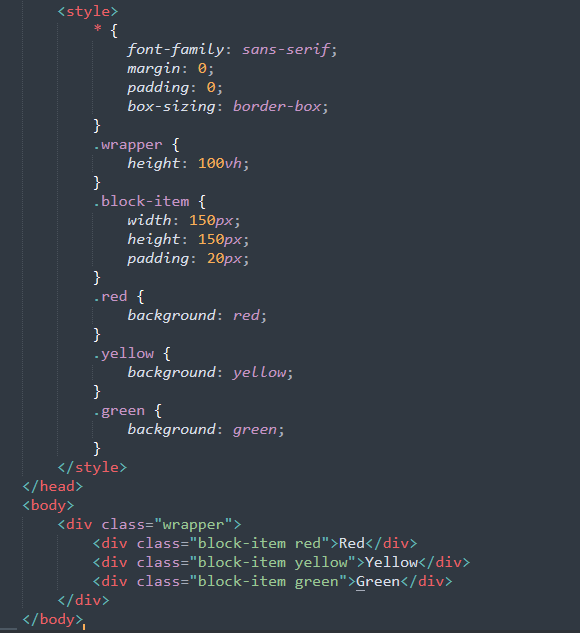 <style>
* {
font-family: sans-serif;
margin: 0;
padding: 0;
box-sizing: border-box;
}
.wrapper {
height: 100vh;
}
.block-item {
width: 150px;
height: 150px;
padding: 20px;
}
.red {
background: red;
}
.yellow {
background: yellow;
}
.green {
background: green;
}
</style>
</head>
<body>
<div class="wrapper">
<div class="block-item red">Red</div>
<div class="block-item yellow">Yellow</div>
<div class="block-item green">Green</div>
</div>
</body>